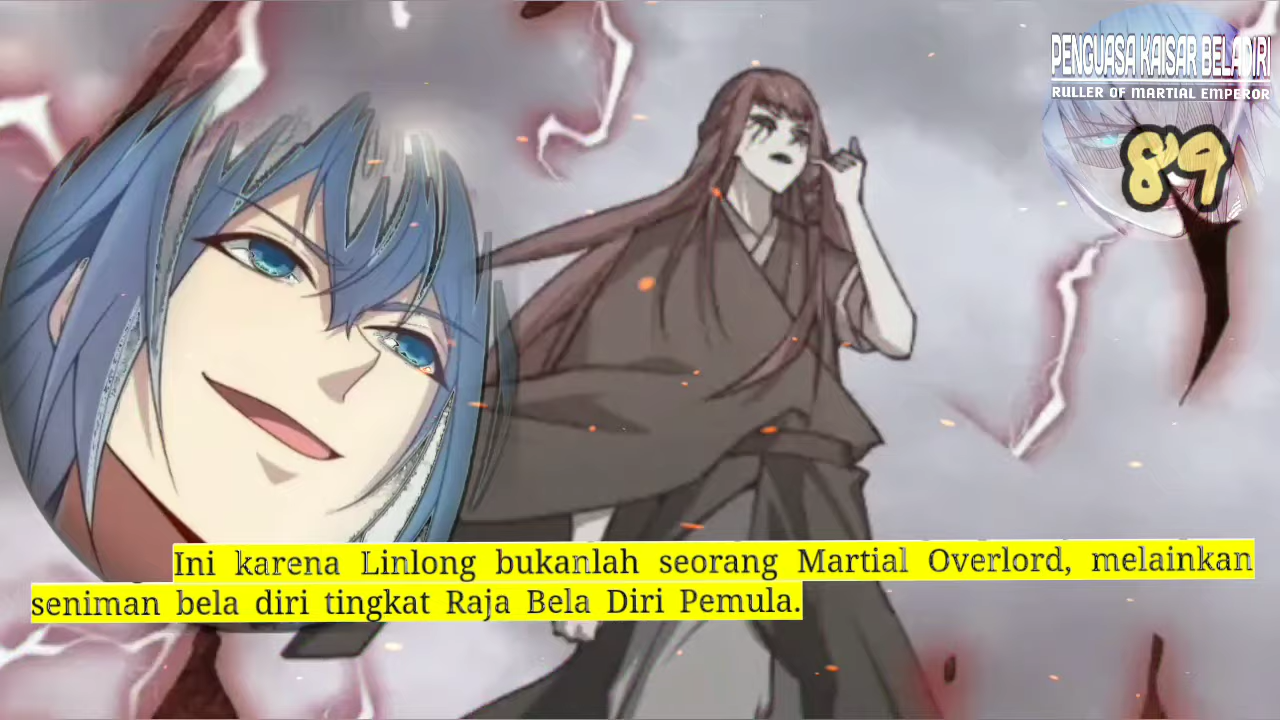 PENGUASA KAISAR BELADIRI
RULLER OF MARTIAL EMPEROR
89
Ini karena Linlong bukanlah seorang Martial Overlord, melainkan
seniman bela diri tingkat Raja Bela Diri Pemula.